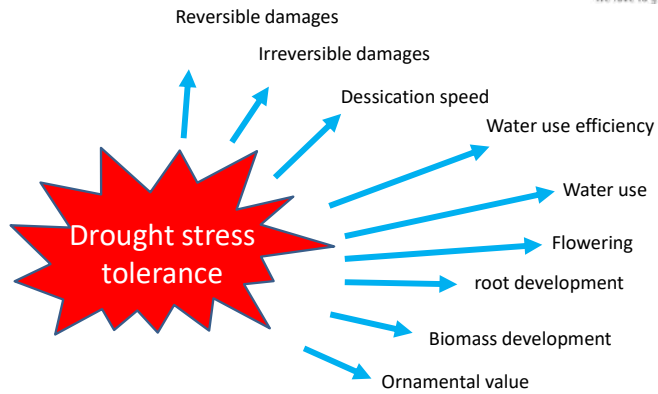 Reversible damages
Irreversible damages
Dessication speed
Water use efficiency
Water use
Flowering
root development
Biomass development
Ornamental value
Drought stress
tolerance